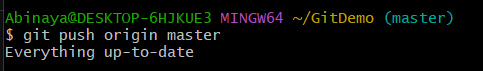 Abinaya@DESKTOP-6HJKUE3 MINGW64 ~/GitDemo (master)
$ git push origin master
Everything up-to-date